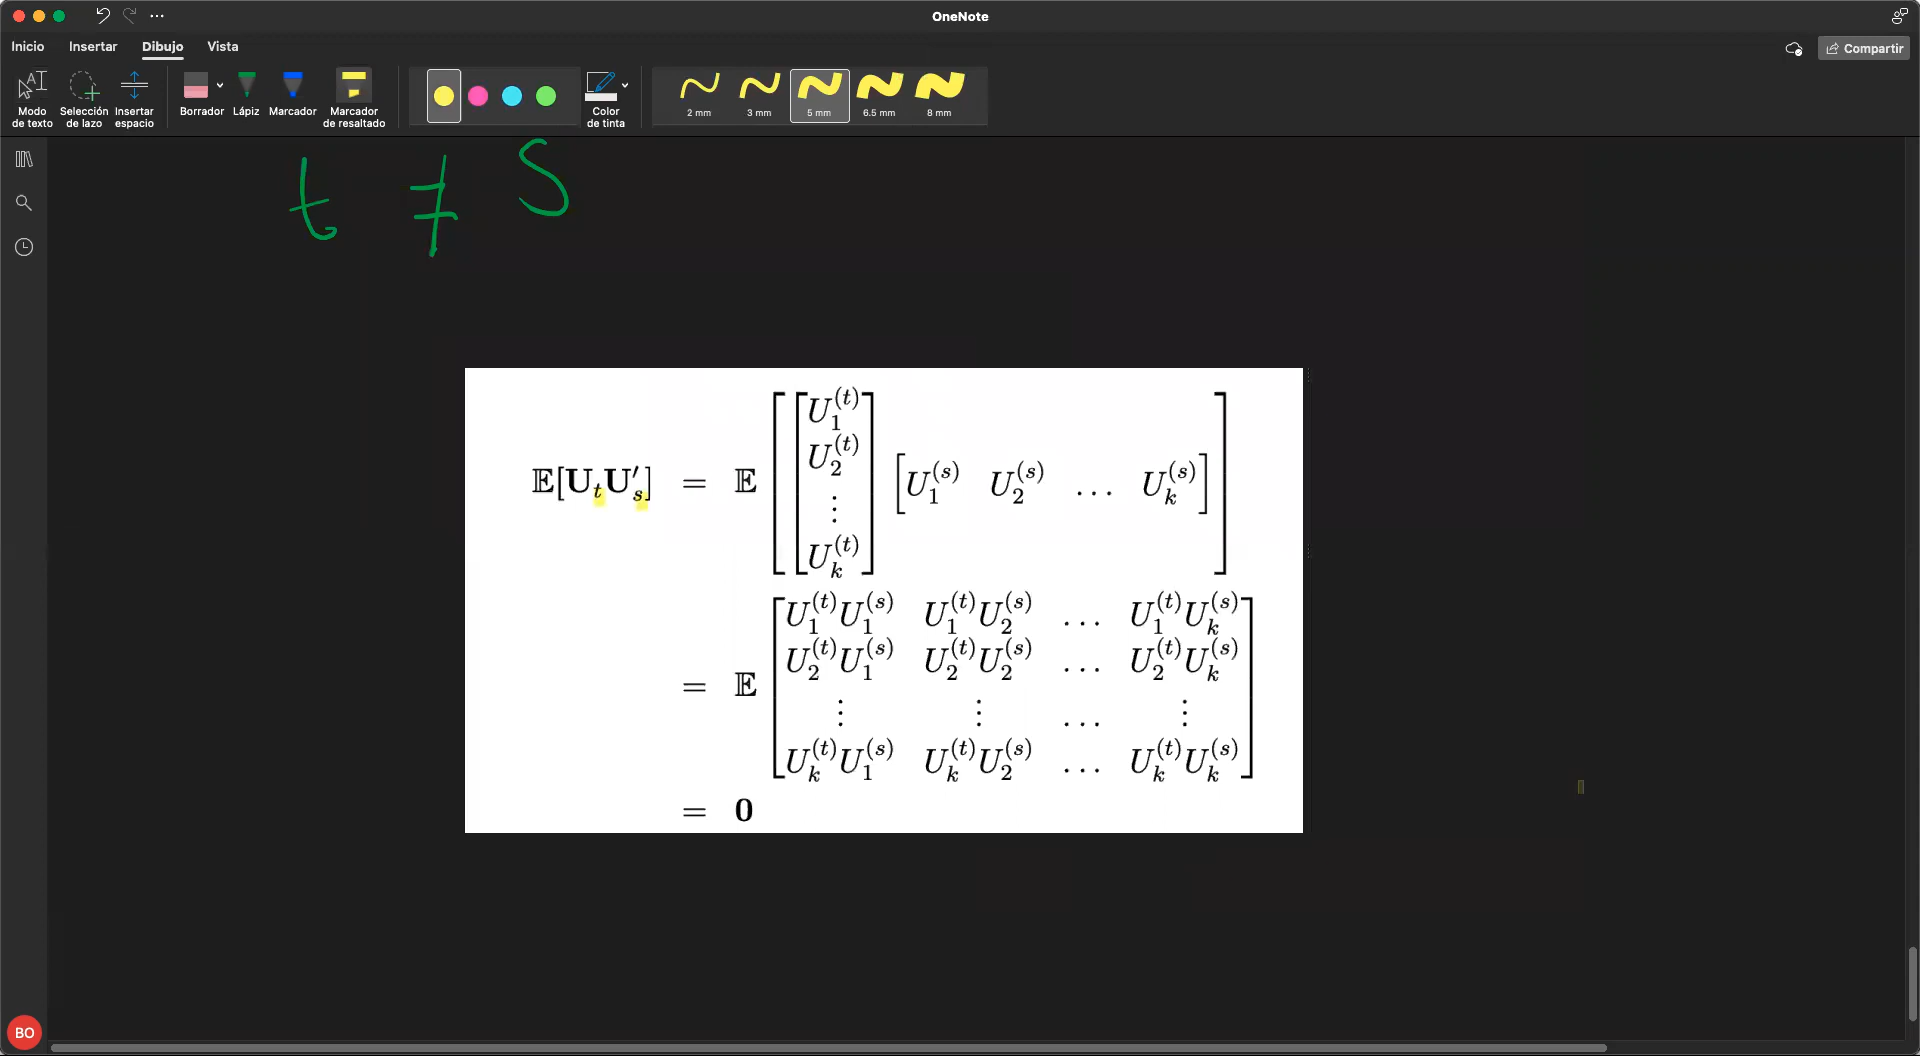 OneNote
Inicio Insertar Dibujo Vista
Compartir
Modo de texto
Selección de lazo
Insertar espacio
Borrador
Lápiz
Marcador
Marcador de resaltado
Color de tinta
2 mm
3 mm
5 mm
6.5 mm
8 mm
t ≠ S
𝔼[U_t U′_s] = 𝔼 [ [ U_1^(t) U_2^(t) ⋮ U_k^(t) ] [ U_1^(s) U_2^(s) … U_k^(s) ] ]
= 𝔼 [ U_1^(t)U_1^(s) U_1^(t)U_2^(s) … U_1^(t)U_k^(s)
U_2^(t)U_1^(s) U_2^(t)U_2^(s) … U_2^(t)U_k^(s)
⋮ ⋮ … ⋮
U_k^(t)U_1^(s) U_k^(t)U_2^(s) … U_k^(t)U_k^(s) ]
= 0
BO